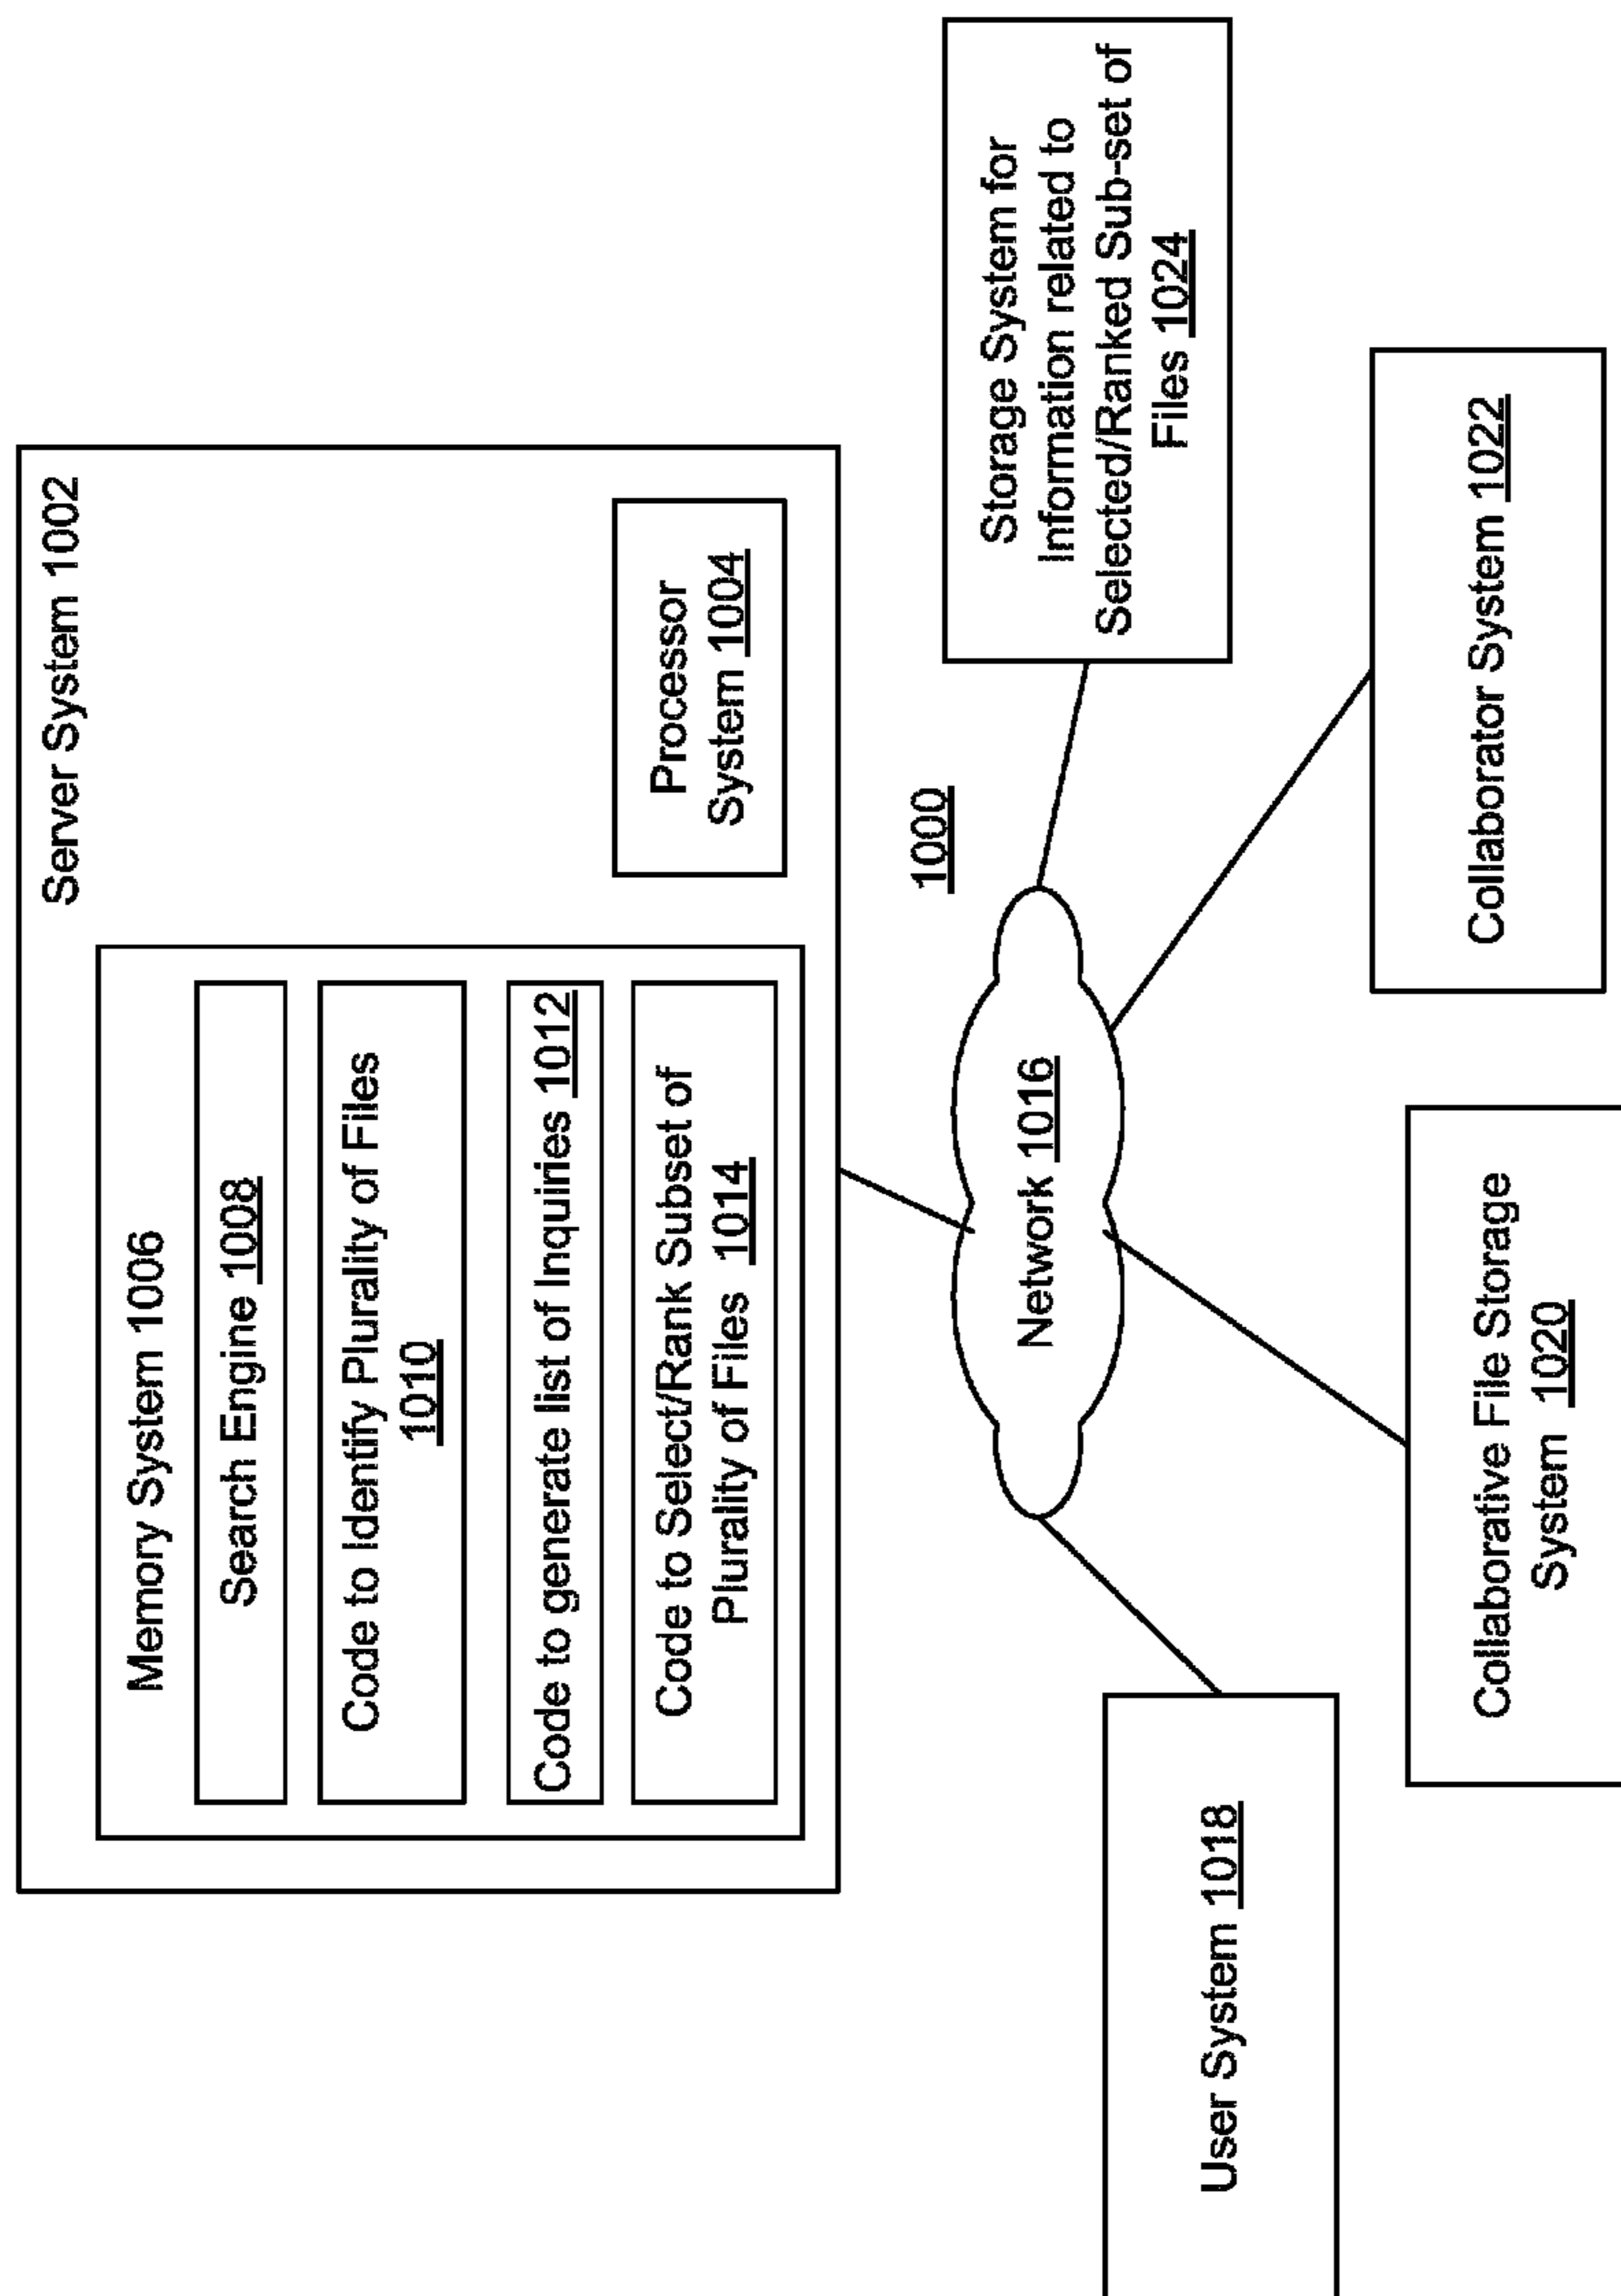 Server System 1002
Memory System 1006
Search Engine 1008
Code to Identify Plurality of Files
1010
Code to generate list of Inquiries 1012
Code to Select/Rank Subset of
Plurality of Files 1014
Processor
System 1004
1000
Network 1016
User System 1018
Collaborative File Storage
System 1020
Collaborator System 1022
Storage System for
Information related to
Selected/Ranked Sub-set of
Files 1024